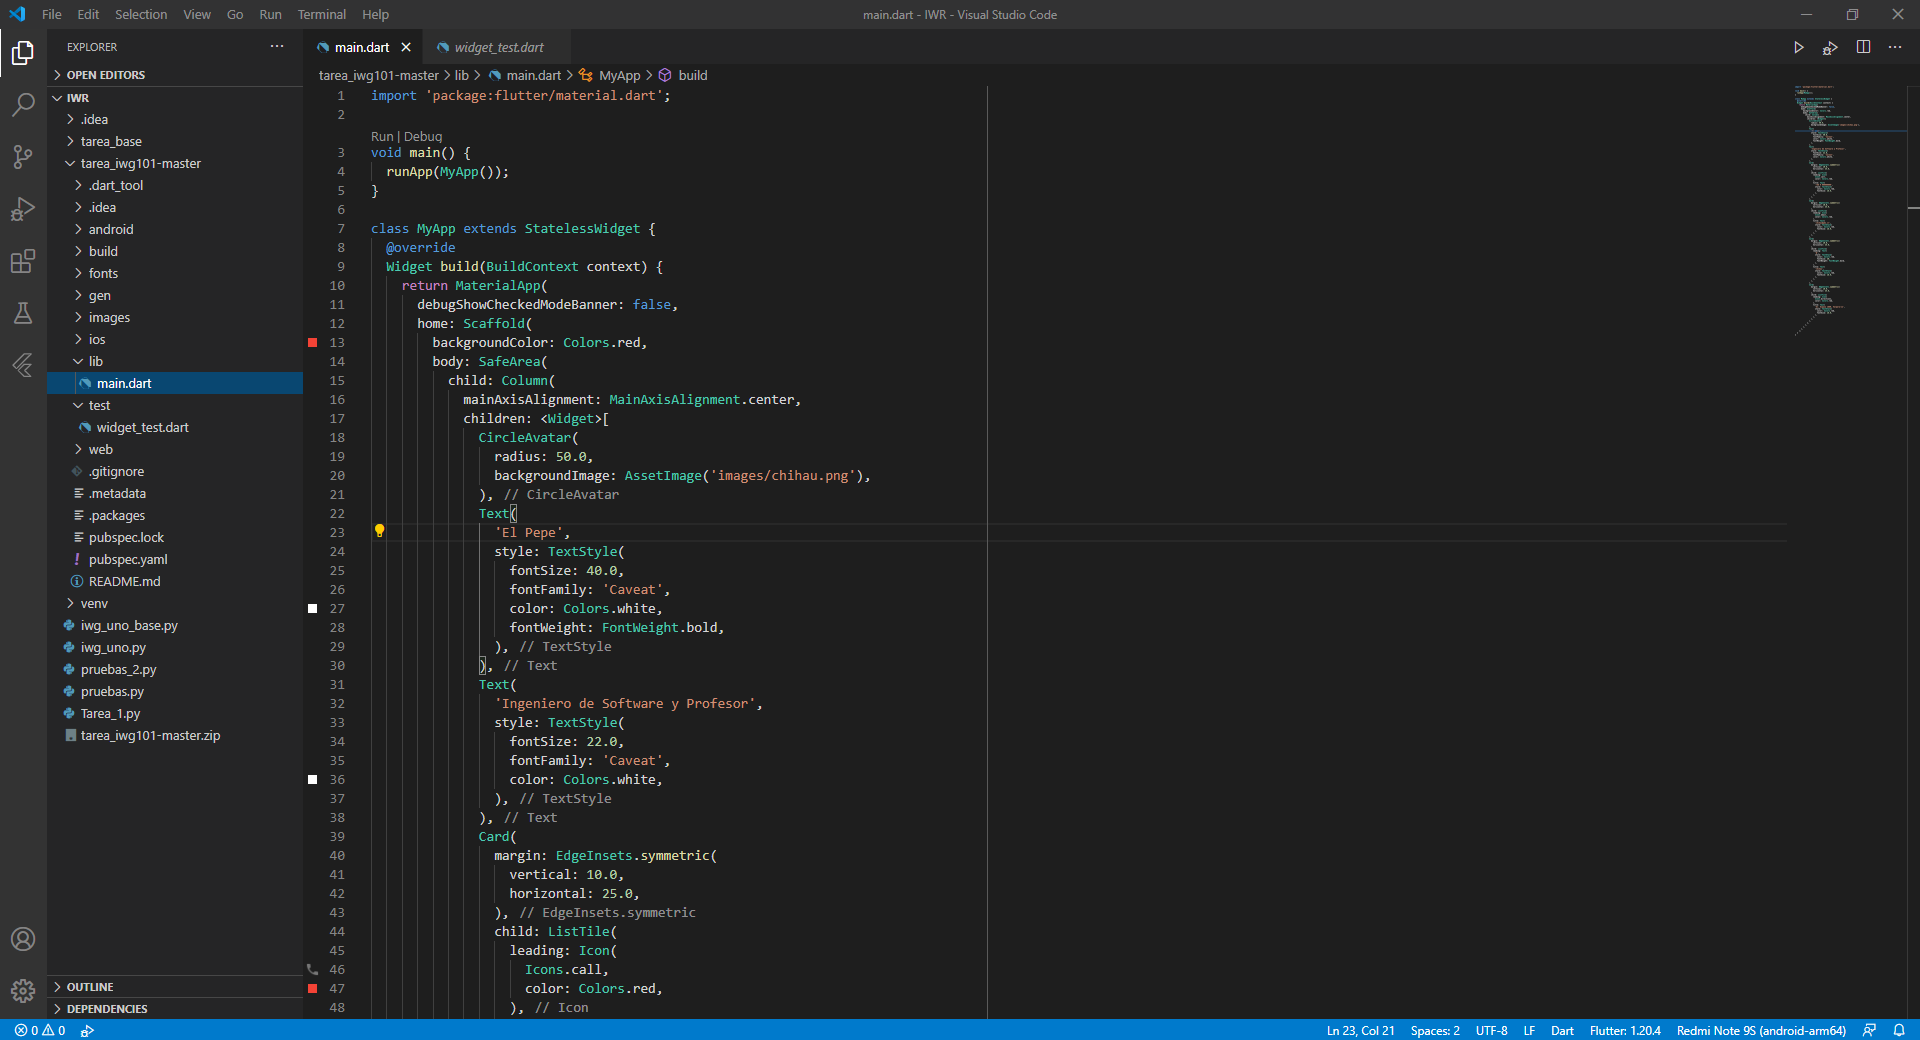 File Edit Selection View Go Run Terminal Help
main.dart - IWR - Visual Studio Code
EXPLORER
OPEN EDITORS
IWR
.idea
tarea_base
tarea_iwg101-master
.dart_tool
.idea
android
build
fonts
gen
images
ios
lib
main.dart
test
widget_test.dart
web
.gitignore
.metadata
.packages
pubspec.lock
pubspec.yaml
README.md
venv
iwg_uno_base.py
iwg_uno.py
pruebas_2.py
pruebas.py
Tarea_1.py
tarea_iwg101-master.zip
OUTLINE
DEPENDENCIES
main.dart widget_test.dart
tarea_iwg101-master > lib > main.dart > MyApp > build
1 import 'package:flutter/material.dart';
2
Run | Debug
3 void main() {
4 runApp(MyApp());
5 }
6
7 class MyApp extends StatelessWidget {
8 @override
9 Widget build(BuildContext context) {
10 return MaterialApp(
11 debugShowCheckedModeBanner: false,
12 home: Scaffold(
13 backgroundColor: Colors.red,
14 body: SafeArea(
15 child: Column(
16 mainAxisAlignment: MainAxisAlignment.center,
17 children: <Widget>[
18 CircleAvatar(
19 radius: 50.0,
20 backgroundImage: AssetImage('images/chihau.png'),
21 ), // CircleAvatar
22 Text(
23 'El Pepe',
24 style: TextStyle(
25 fontSize: 40.0,
26 fontFamily: 'Caveat',
27 color: Colors.white,
28 fontWeight: FontWeight.bold,
29 ), // TextStyle
30 ), // Text
31 Text(
32 'Ingeniero de Software y Profesor',
33 style: TextStyle(
34 fontSize: 22.0,
35 fontFamily: 'Caveat',
36 color: Colors.white,
37 ), // TextStyle
38 ), // Text
39 Card(
40 margin: EdgeInsets.symmetric(
41 vertical: 10.0,
42 horizontal: 25.0,
43 ), // EdgeInsets.symmetric
44 child: ListTile(
45 leading: Icon(
46 Icons.call,
47 color: Colors.red,
48 ), // Icon
0 0
Ln 23, Col 21 Spaces: 2 UTF-8 LF Dart Flutter: 1.20.4 Redmi Note 9S (android-arm64)